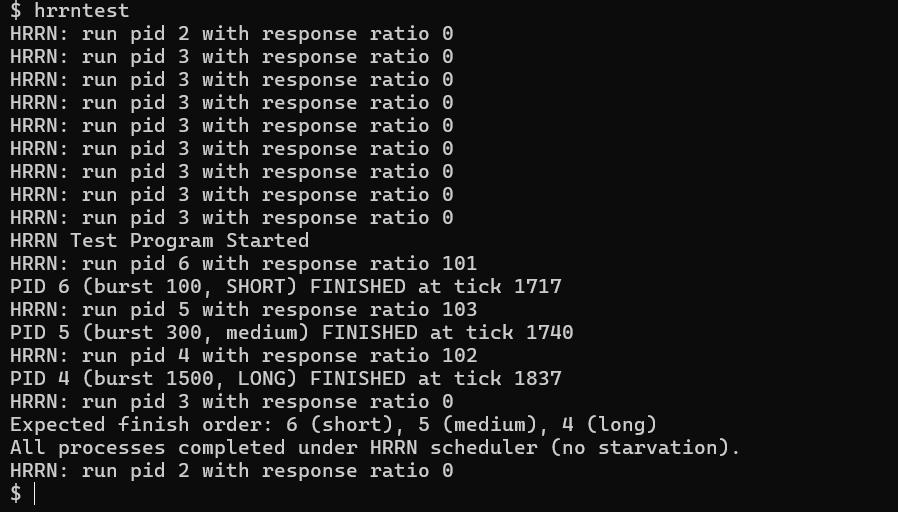 $ hrrntest
HRRN: run pid 2 with response ratio 0
HRRN: run pid 3 with response ratio 0
HRRN: run pid 3 with response ratio 0
HRRN: run pid 3 with response ratio 0
HRRN: run pid 3 with response ratio 0
HRRN: run pid 3 with response ratio 0
HRRN: run pid 3 with response ratio 0
HRRN: run pid 3 with response ratio 0
HRRN: run pid 3 with response ratio 0
HRRN Test Program Started
HRRN: run pid 6 with response ratio 101
PID 6 (burst 100, SHORT) FINISHED at tick 1717
HRRN: run pid 5 with response ratio 103
PID 5 (burst 300, medium) FINISHED at tick 1740
HRRN: run pid 4 with response ratio 102
PID 4 (burst 1500, LONG) FINISHED at tick 1837
HRRN: run pid 3 with response ratio 0
Expected finish order: 6 (short), 5 (medium), 4 (long)
All processes completed under HRRN scheduler (no starvation).
HRRN: run pid 2 with response ratio 0
$